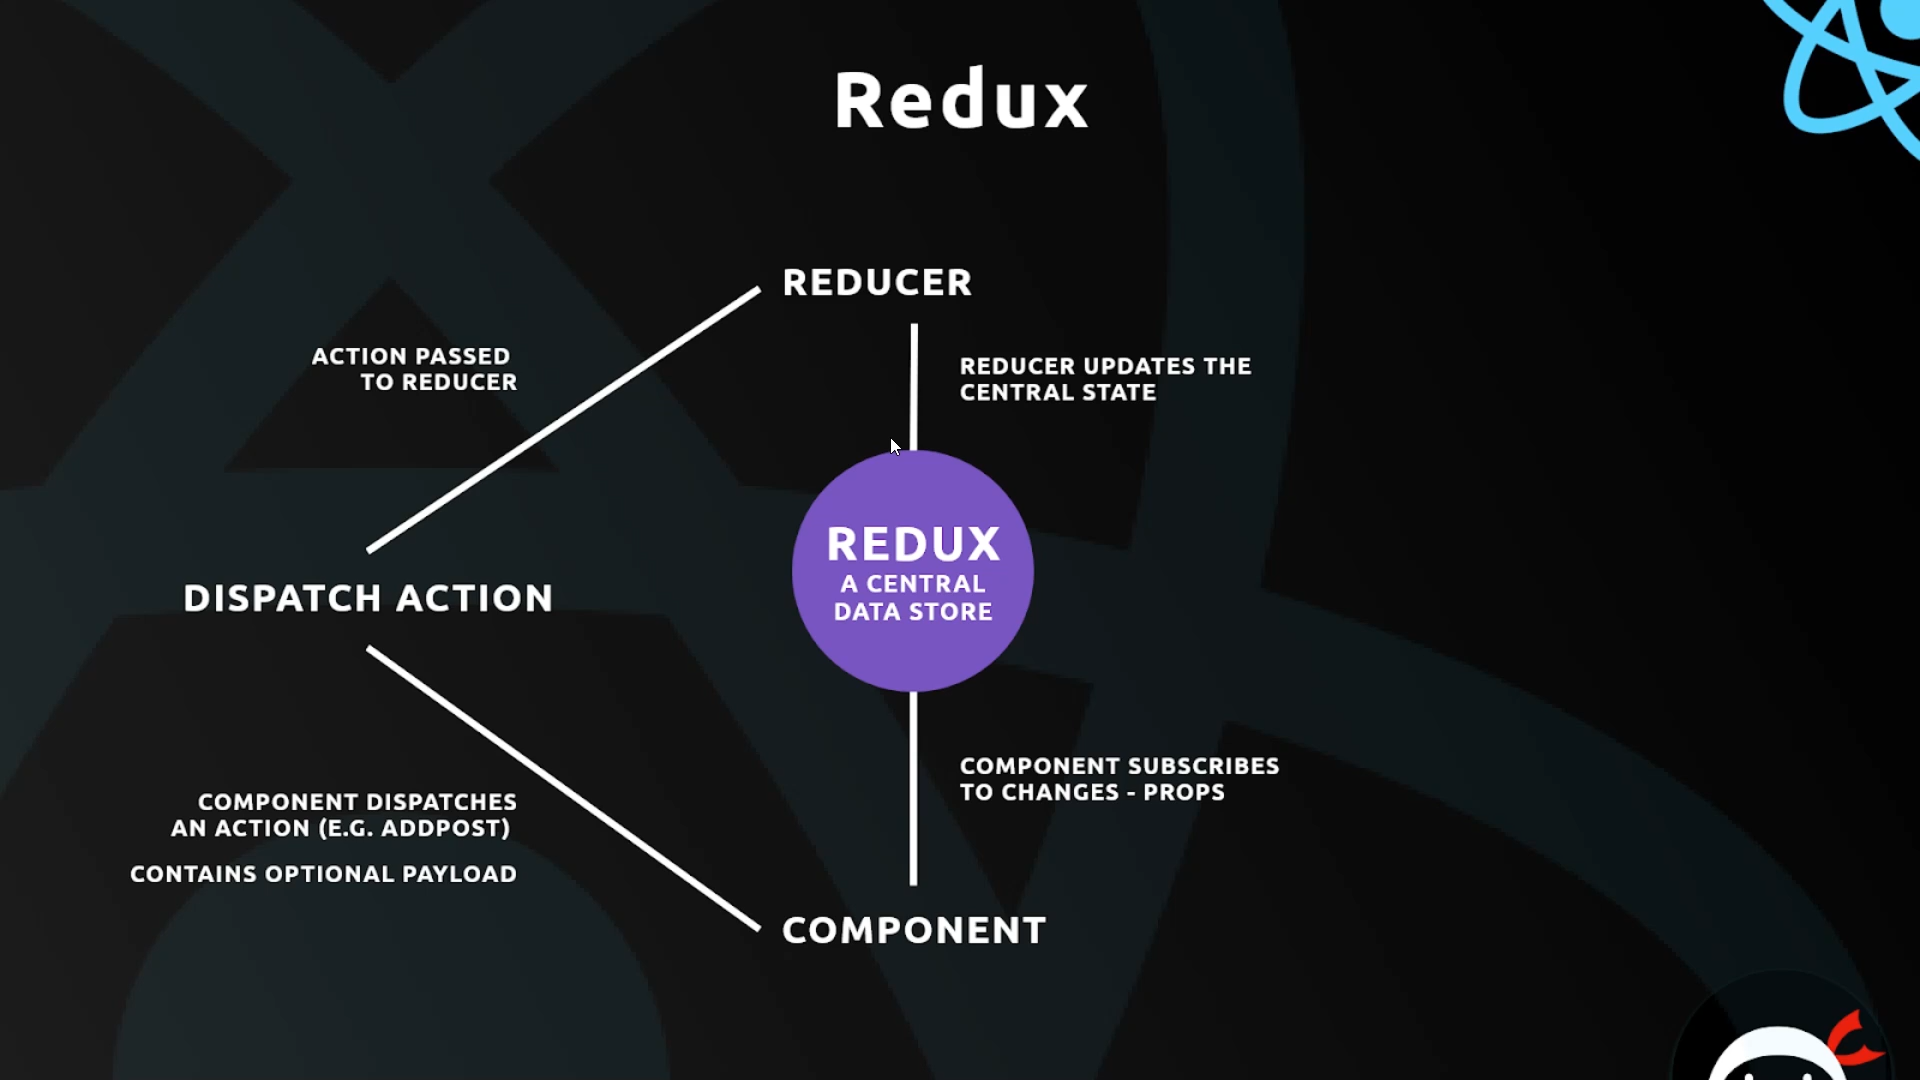 Redux
REDUCER
ACTION PASSED
TO REDUCER
REDUCER UPDATES THE
CENTRAL STATE
REDUX
A CENTRAL
DATA STORE
DISPATCH ACTION
COMPONENT SUBSCRIBES
TO CHANGES - PROPS
COMPONENT DISPATCHES
AN ACTION (E.G. ADDPOST)
CONTAINS OPTIONAL PAYLOAD
COMPONENT